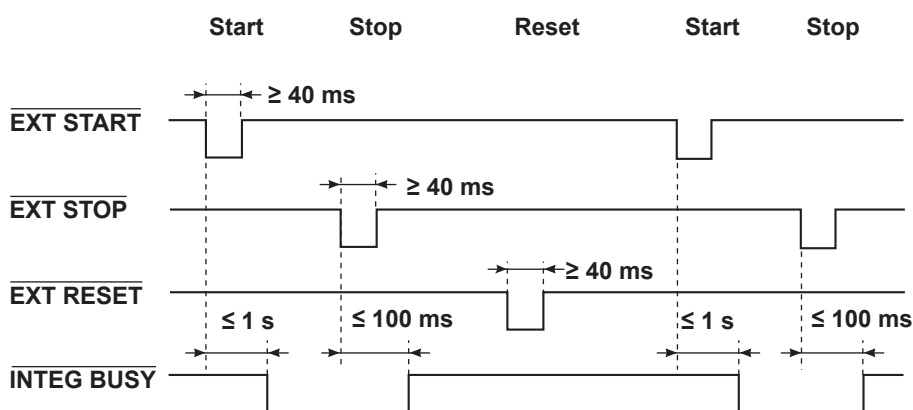 Start Stop Reset Start Stop
≥ 40 ms
EXT START
≥ 40 ms
EXT STOP
≥ 40 ms
EXT RESET
≤ 1 s ≤ 100 ms ≤ 1 s ≤ 100 ms
INTEG BUSY